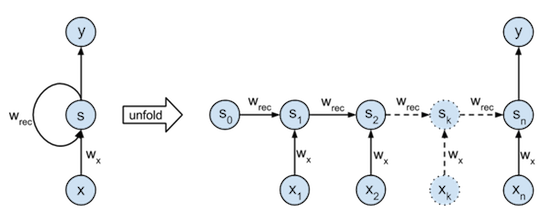 y
w_rec
s
w_x
x
unfold
y
s_0 w_rec s_1 w_rec s_2 w_rec s_k w_rec s_n
w_x w_x w_x w_x
x_1 x_2 x_k x_n